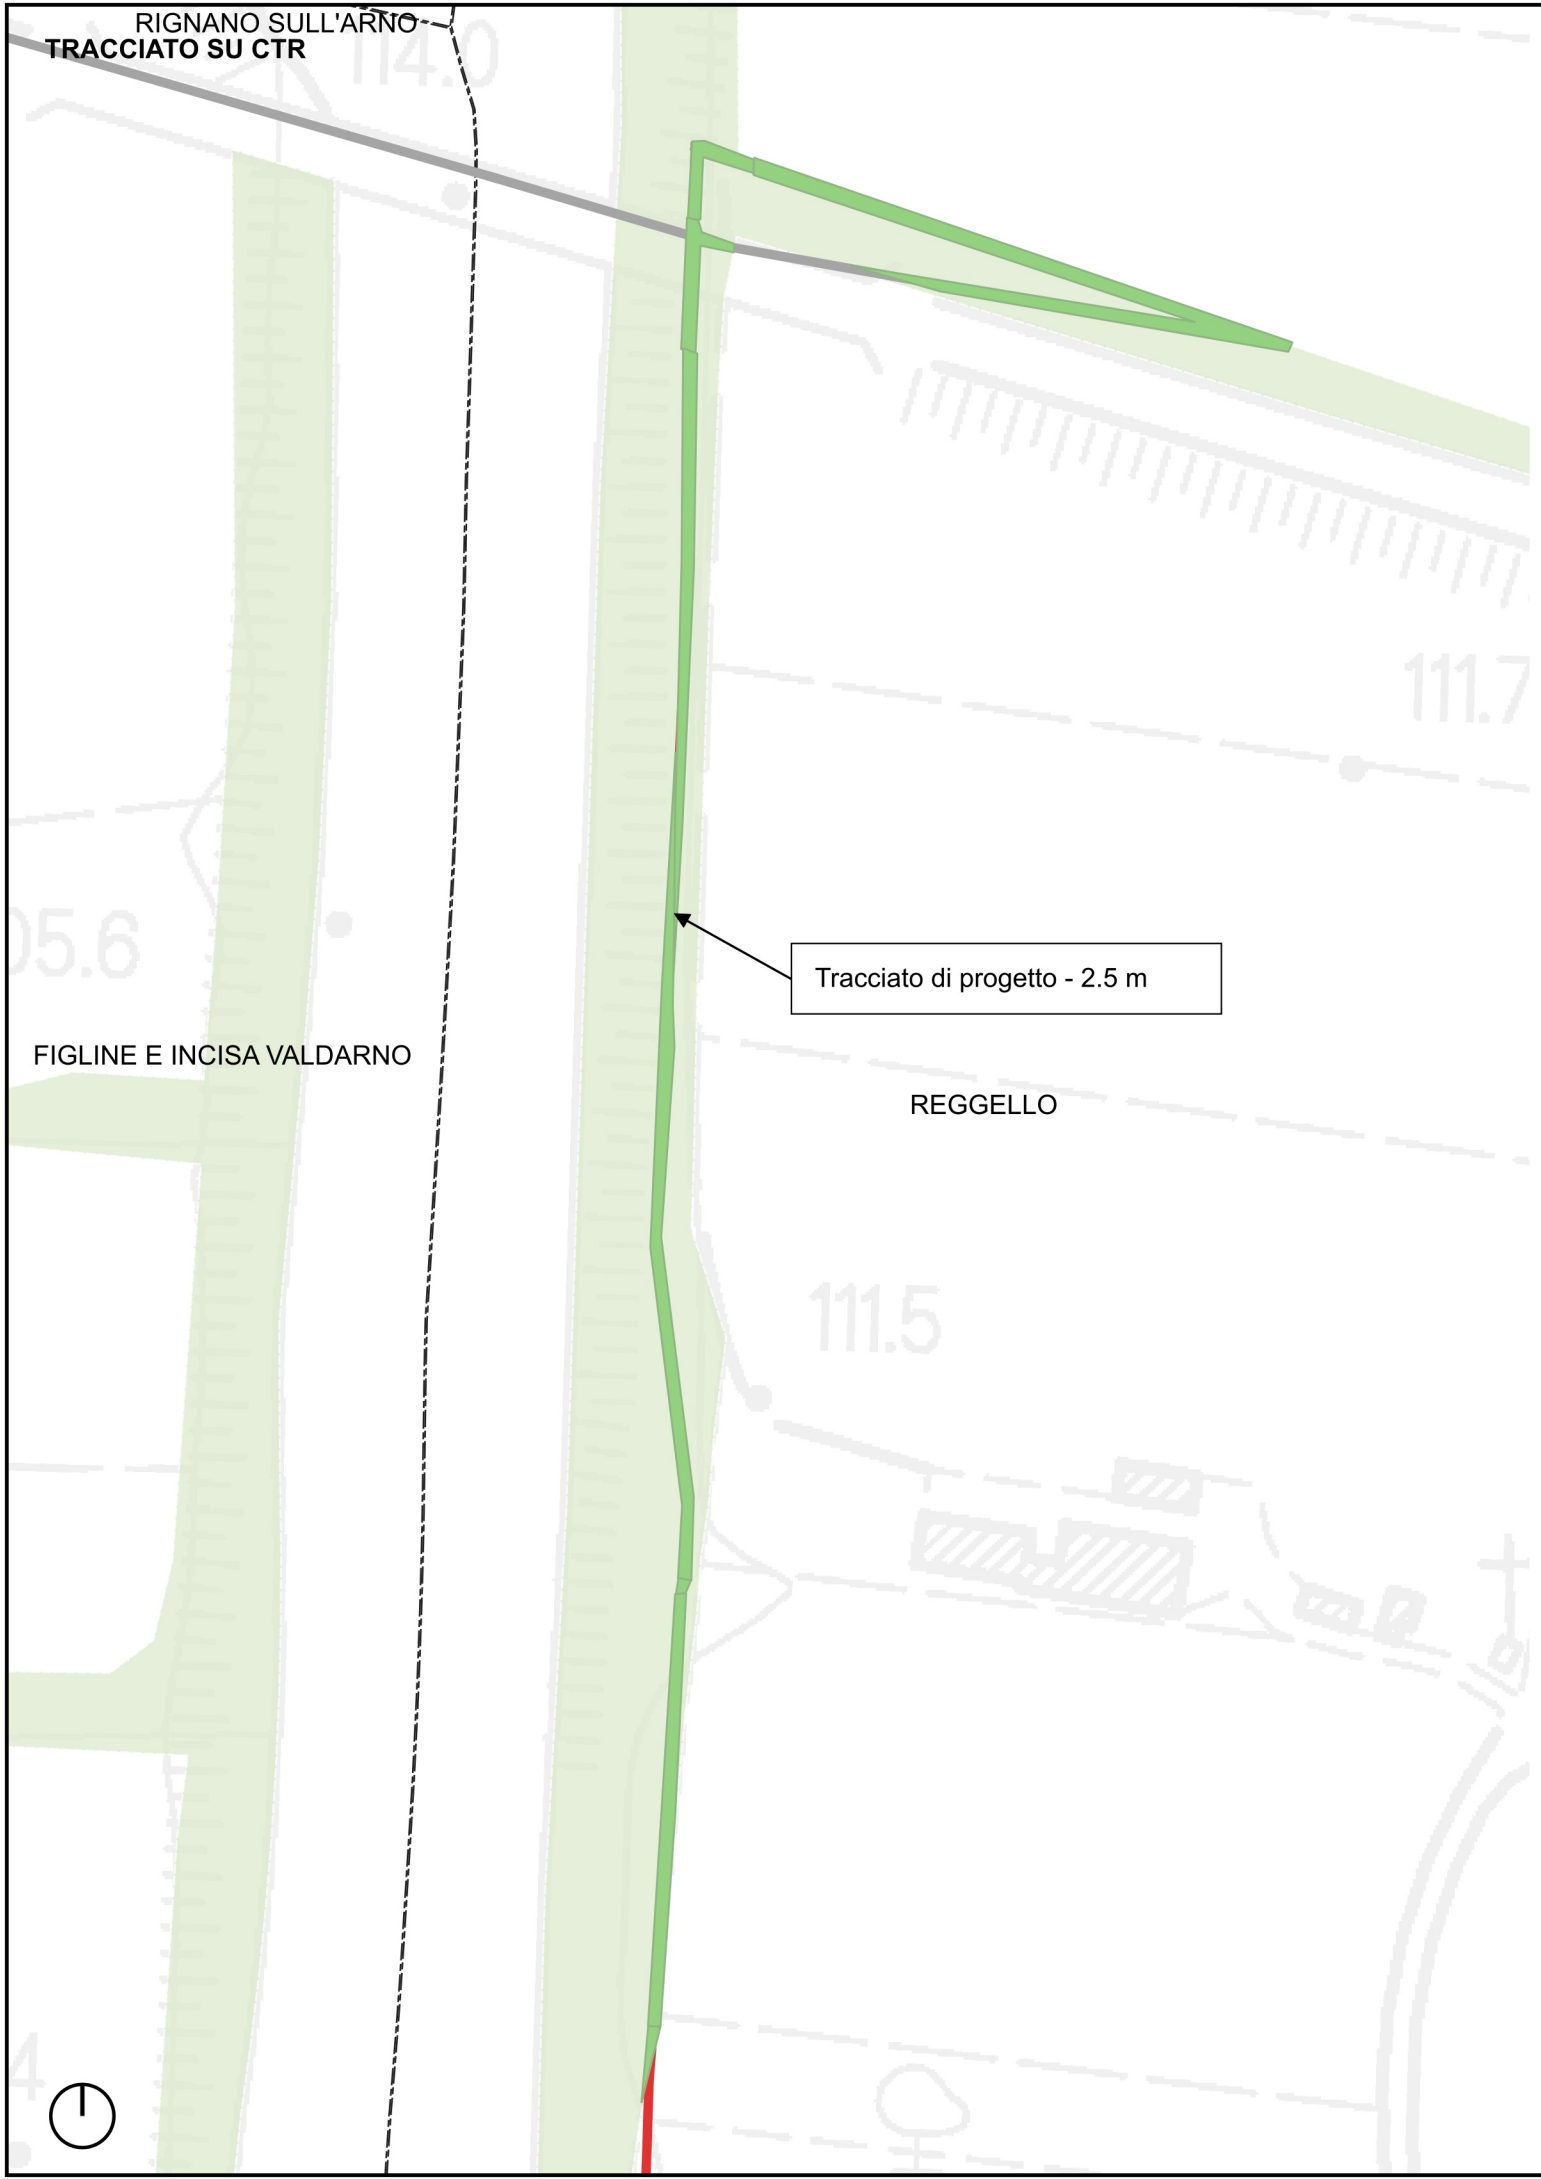 RIGNANO SULL'ARNO
TRACCIATO SU CTR
114.0
111.7
05.6
Tracciato di progetto - 2.5 m
FIGLINE E INCISA VALDARNO
REGGELLO
111.5
4